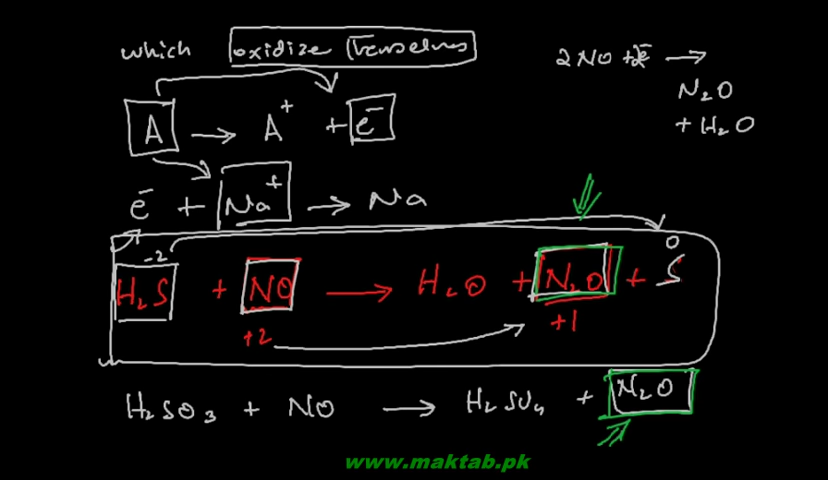 which oxidize themselves
2NO + 2e⁻ →
N₂O
+ H₂O
A → A⁺ + e⁻
e⁻ + Na⁺ → Na
-2 0
H₂S + NO → H₂O + N₂O + S
+2 +1
H₂SO₃ + NO → H₂SO₄ + N₂O
www.maktab.pk